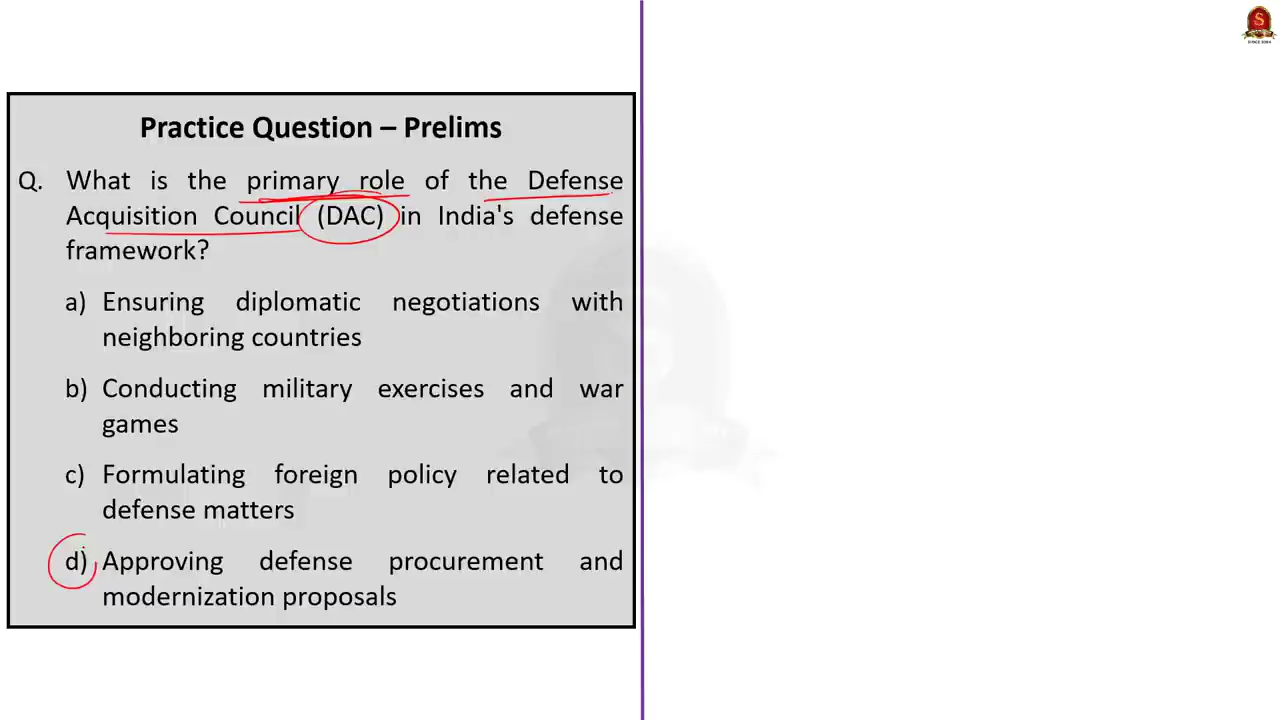 Practice Question – Prelims
Q. What is the primary role of the Defense
Acquisition Council (DAC) in India's defense
framework?
a) Ensuring diplomatic negotiations with
neighboring countries
b) Conducting military exercises and war
games
c) Formulating foreign policy related to
defense matters
d) Approving defense procurement and
modernization proposals
S